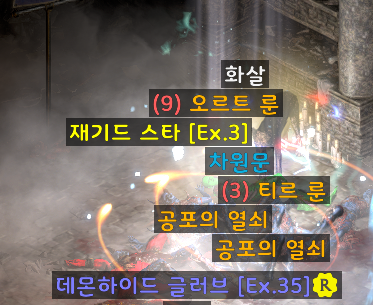 화살
(9) 오르트 룬
재기드 스타 [Ex.3]
차원문
(3) 티르 룬
공포의 열쇠
공포의 열쇠
데몬하이드 글러브 [Ex.35] R